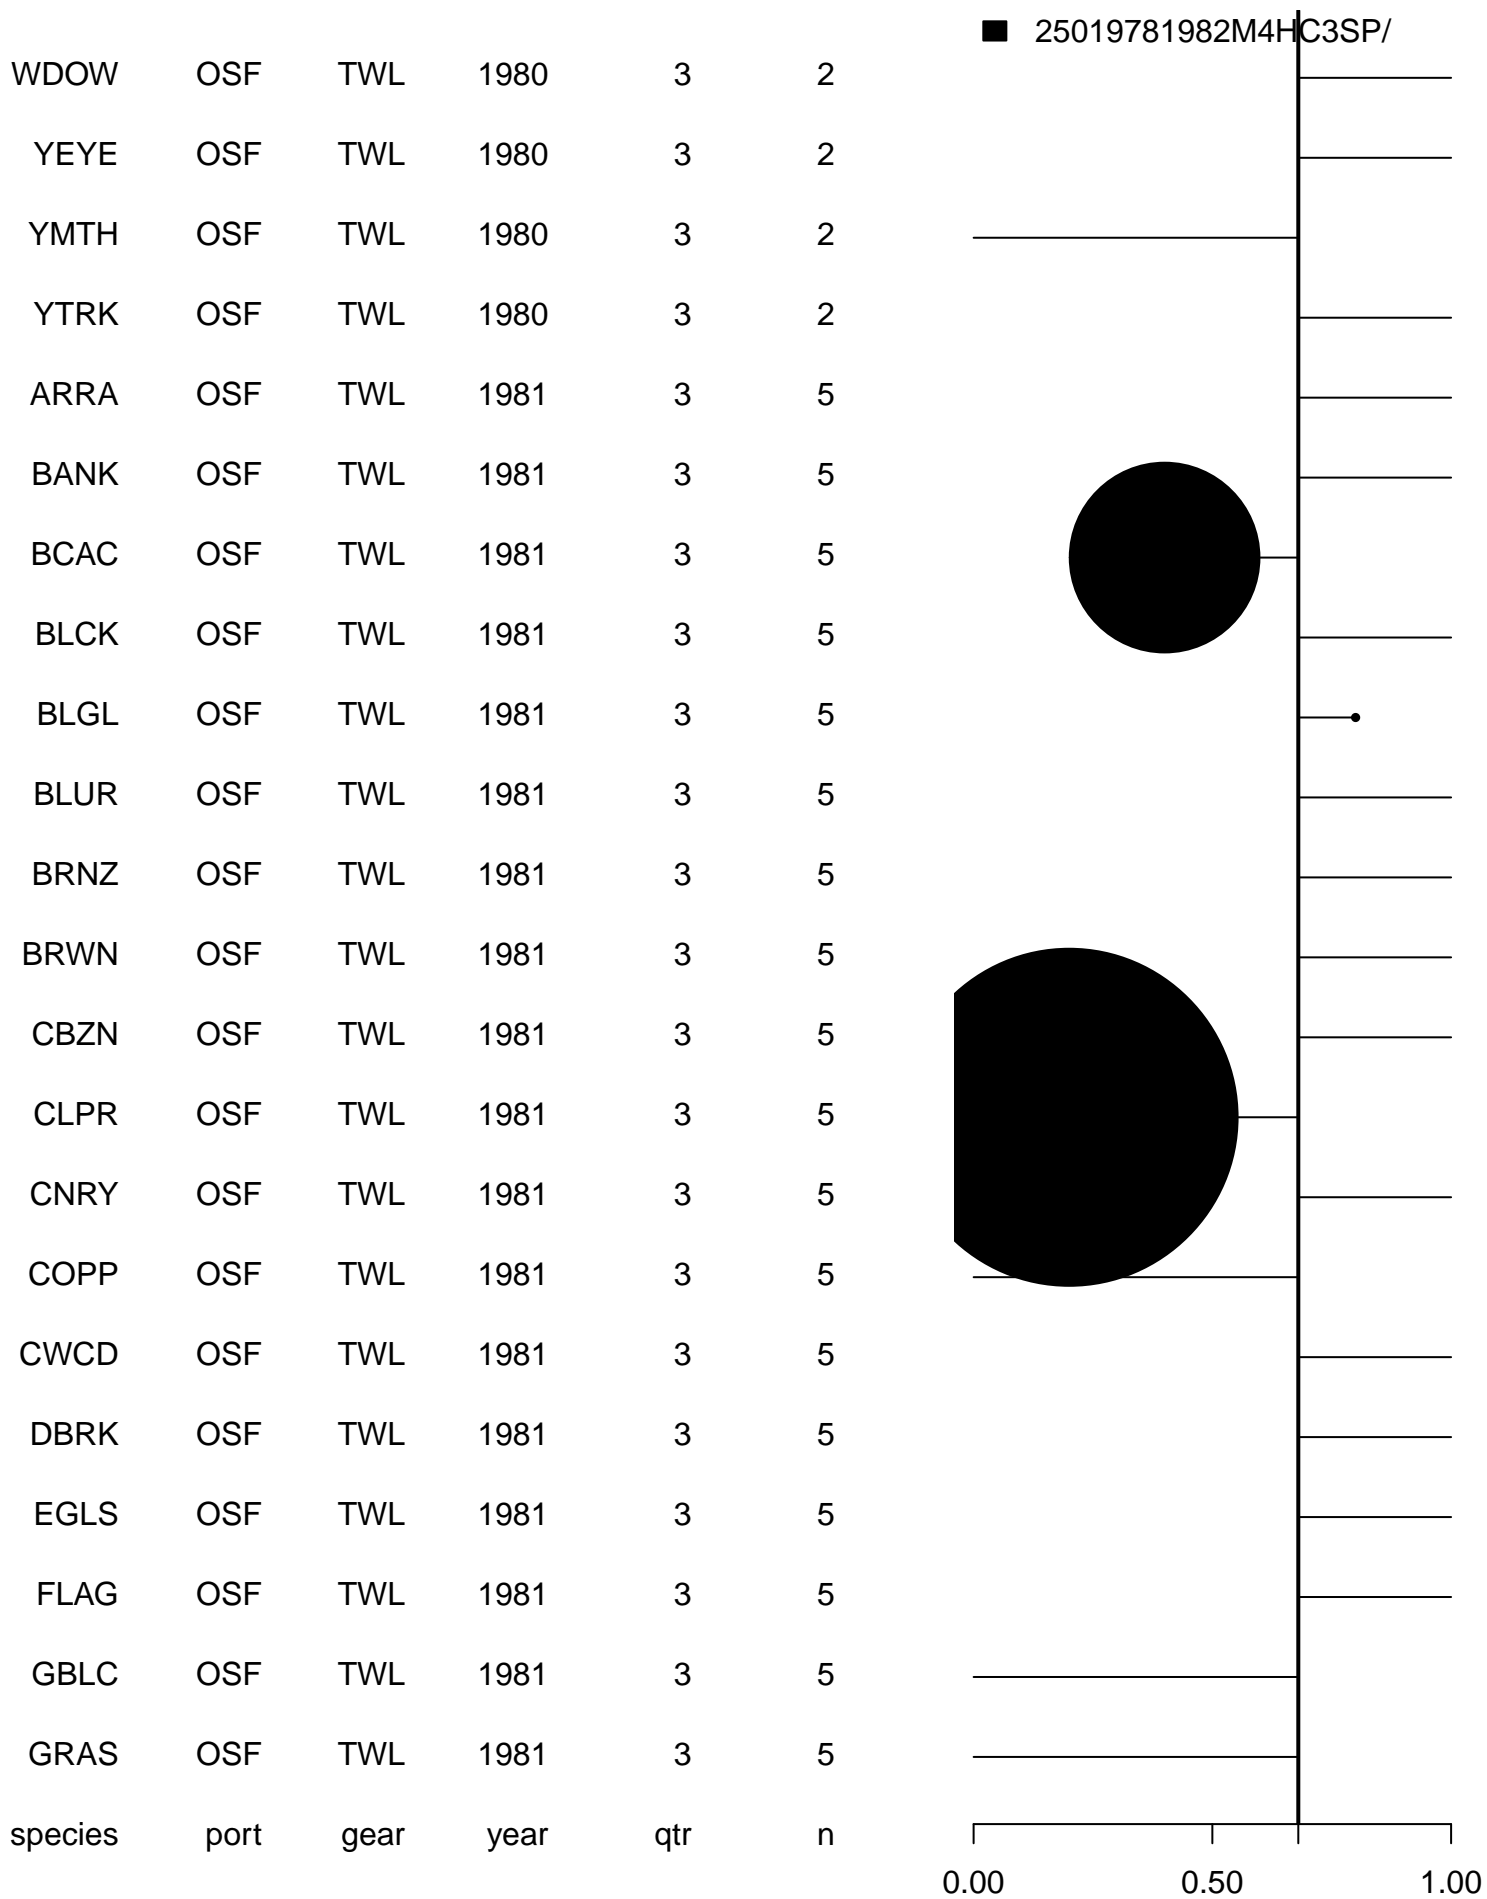 25019781982M4HC3SP/
WDOW OSF TWL 1980 3 2
YEYE OSF TWL 1980 3 2
YMTH OSF TWL 1980 3 2
YTRK OSF TWL 1980 3 2
ARRA OSF TWL 1981 3 5
BANK OSF TWL 1981 3 5
BCAC OSF TWL 1981 3 5
BLCK OSF TWL 1981 3 5
BLGL OSF TWL 1981 3 5
BLUR OSF TWL 1981 3 5
BRNZ OSF TWL 1981 3 5
BRWN OSF TWL 1981 3 5
CBZN OSF TWL 1981 3 5
CLPR OSF TWL 1981 3 5
CNRY OSF TWL 1981 3 5
COPP OSF TWL 1981 3 5
CWCD OSF TWL 1981 3 5
DBRK OSF TWL 1981 3 5
EGLS OSF TWL 1981 3 5
FLAG OSF TWL 1981 3 5
GBLC OSF TWL 1981 3 5
GRAS OSF TWL 1981 3 5
species port gear year qtr n
0.00 0.50 1.00